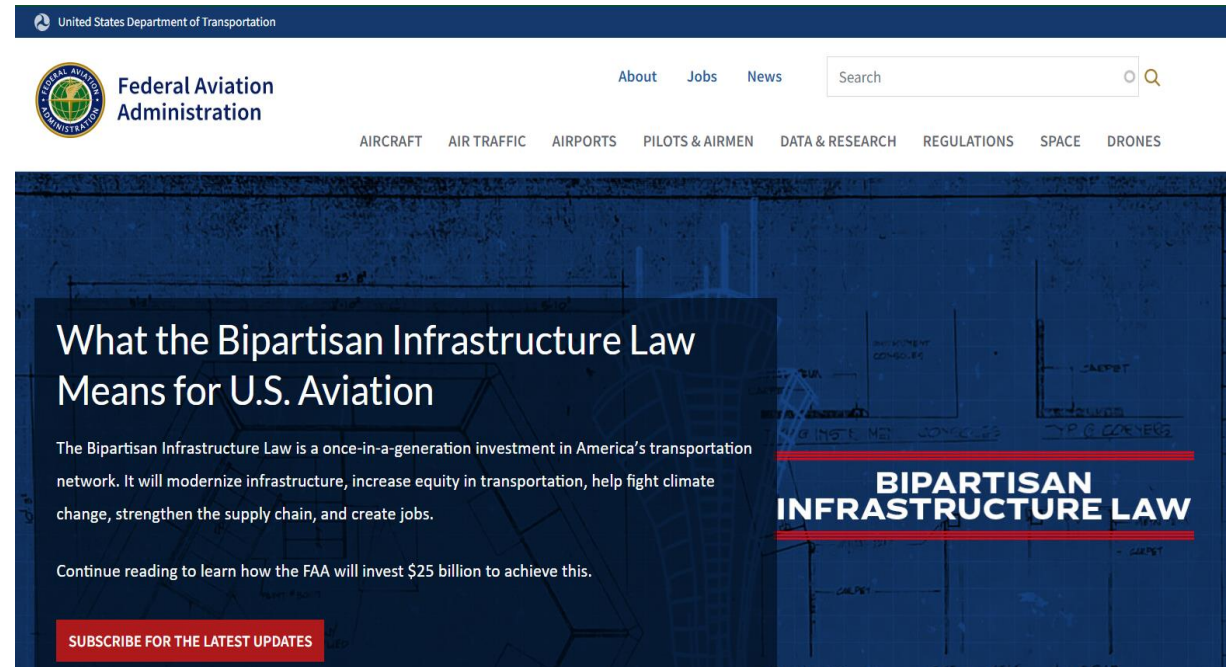 United States Department of Transportation
Federal Aviation
Administration
About Jobs News Search
AIRCRAFT AIR TRAFFIC AIRPORTS PILOTS & AIRMEN DATA & RESEARCH REGULATIONS SPACE DRONES
What the Bipartisan Infrastructure Law
Means for U.S. Aviation
The Bipartisan Infrastructure Law is a once-in-a-generation investment in America's transportation
network. It will modernize infrastructure, increase equity in transportation, help fight climate
change, strengthen the supply chain, and create jobs.
Continue reading to learn how the FAA will invest $25 billion to achieve this.
SUBSCRIBE FOR THE LATEST UPDATES
BIPARTISAN
INFRASTRUCTURE LAW